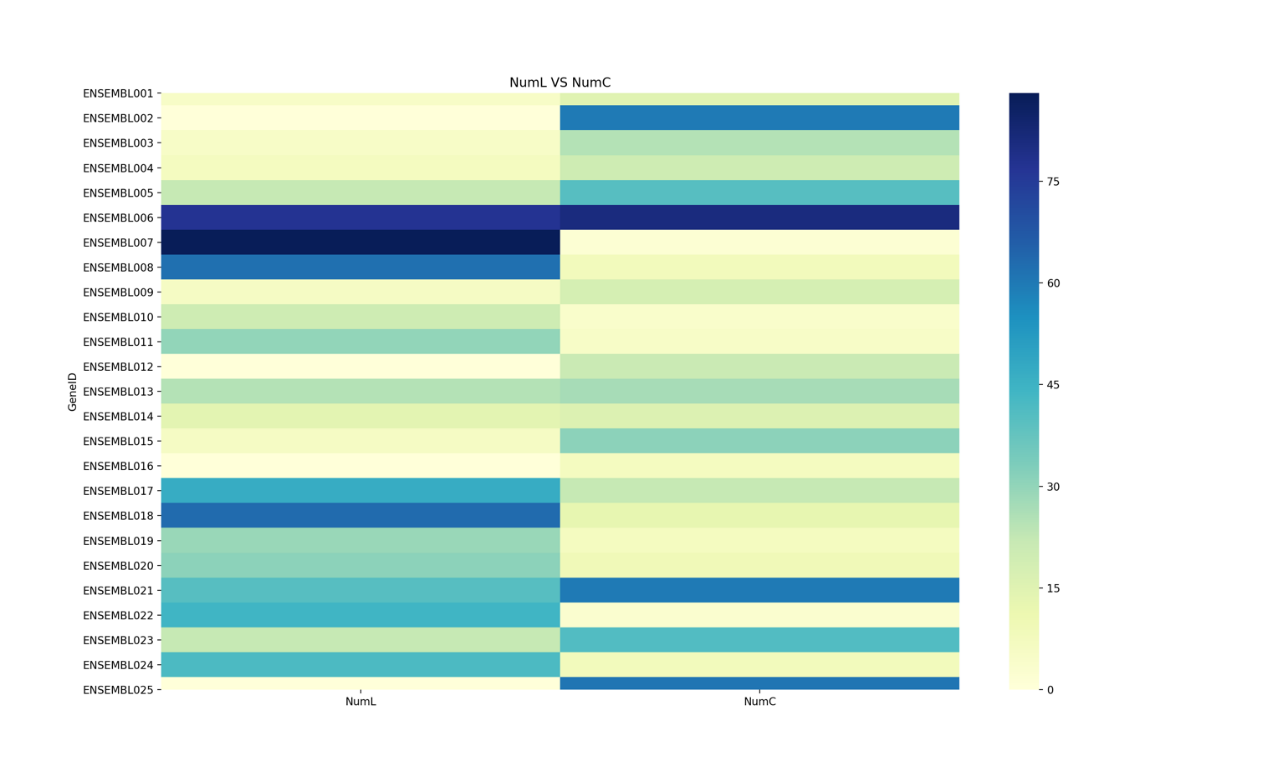 NumL VS NumC
GeneID
ENSEMBL001
ENSEMBL002
ENSEMBL003
ENSEMBL004
ENSEMBL005
ENSEMBL006
ENSEMBL007
ENSEMBL008
ENSEMBL009
ENSEMBL010
ENSEMBL011
ENSEMBL012
ENSEMBL013
ENSEMBL014
ENSEMBL015
ENSEMBL016
ENSEMBL017
ENSEMBL018
ENSEMBL019
ENSEMBL020
ENSEMBL021
ENSEMBL022
ENSEMBL023
ENSEMBL024
ENSEMBL025
NumL NumC
75
60
45
30
15
0